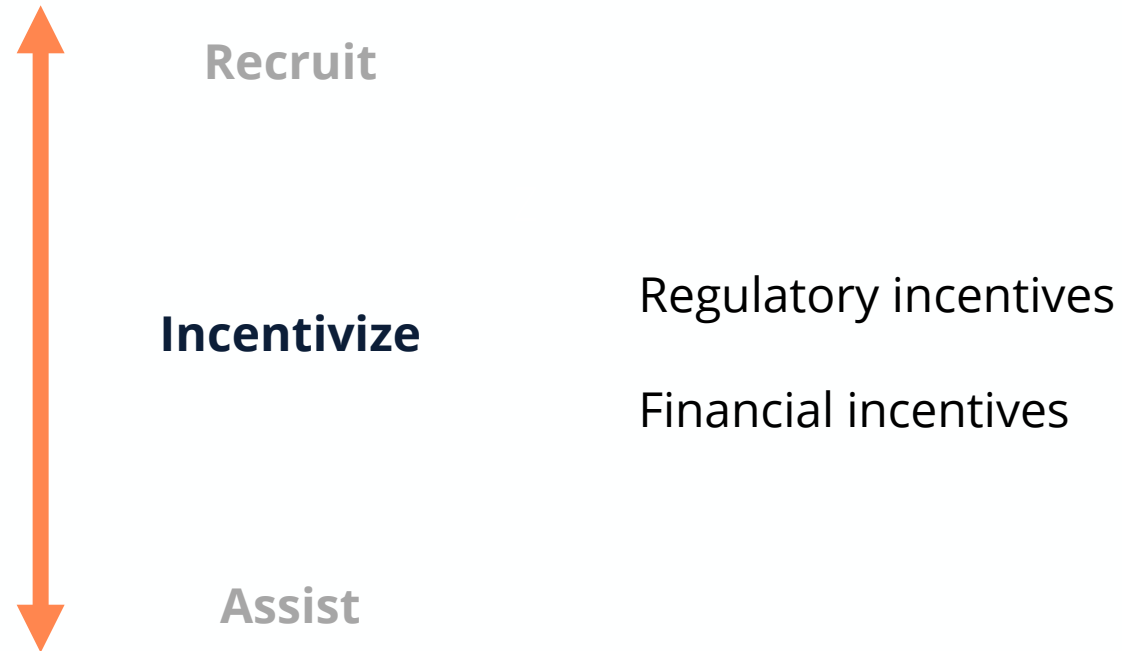 Recruit
Incentivize
Regulatory incentives
Financial incentives
Assist